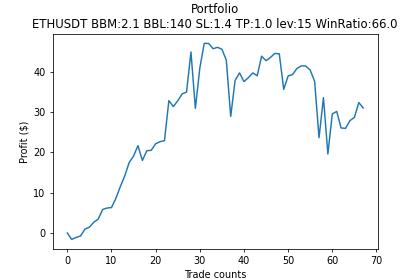 Portfolio
ETHUSDT BBM:2.1 BBL:140 SL:1.4 TP:1.0 lev:15 WinRatio:66.0
Profit ($)
40
30
20
10
0
0 10 20 30 40 50 60 70
Trade counts